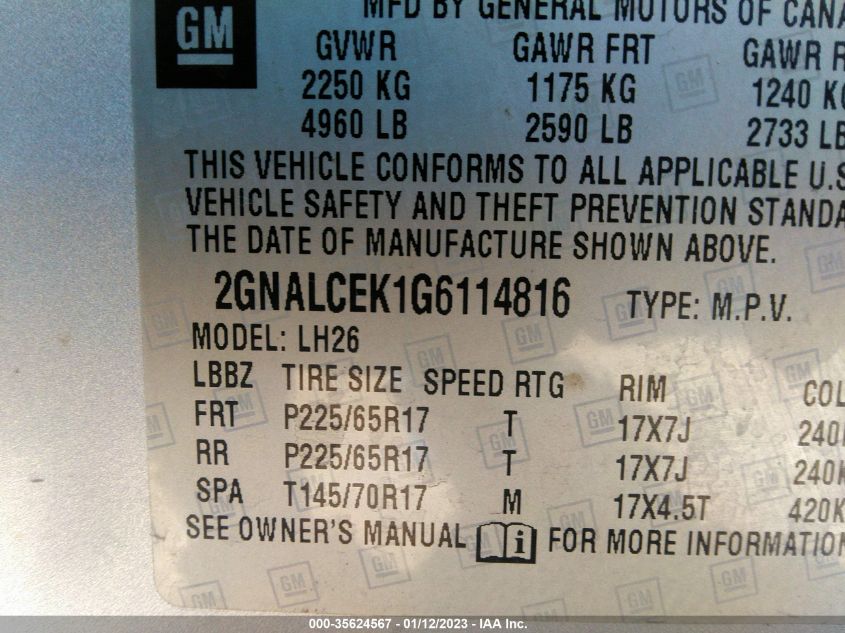 GM
MFD BY GENERAL MOTORS OF CANA
GVWR GAWR FRT GAWR R
2250 KG 1175 KG 1240 KG
4960 LB 2590 LB 2733 LB
THIS VEHICLE CONFORMS TO ALL APPLICABLE U.S
VEHICLE SAFETY AND THEFT PREVENTION STANDA
THE DATE OF MANUFACTURE SHOWN ABOVE.
2GNALCEK1G6114816 TYPE: M.P.V.
MODEL: LH26
LBBZ TIRE SIZE SPEED RTG RIM COL
FRT P225/65R17 T 17X7J 240K
RR P225/65R17 T 17X7J 240K
SPA T145/70R17 M 17X4.5T 420K
SEE OWNER'S MANUAL i FOR MORE INFORMATION
000-35624567 - 01/12/2023 - IAA Inc.